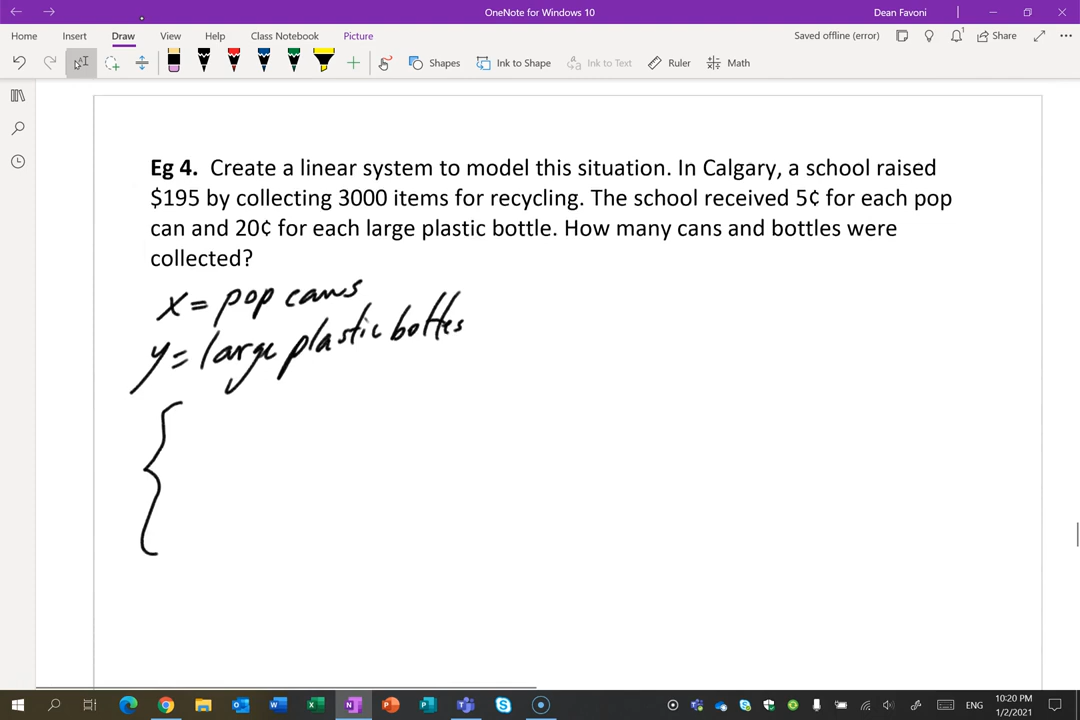 OneNote for Windows 10
Dean Favoni
Home Insert Draw View Help Class Notebook Picture
Saved offline (error)
Share
Shapes Ink to Shape Ink to Text Ruler Math
Eg 4. Create a linear system to model this situation. In Calgary, a school raised
$195 by collecting 3000 items for recycling. The school received 5¢ for each pop
can and 20¢ for each large plastic bottle. How many cans and bottles were
collected?
x = pop cans
y = large plastic bottes
{
ENG
10:20 PM
1/2/2021